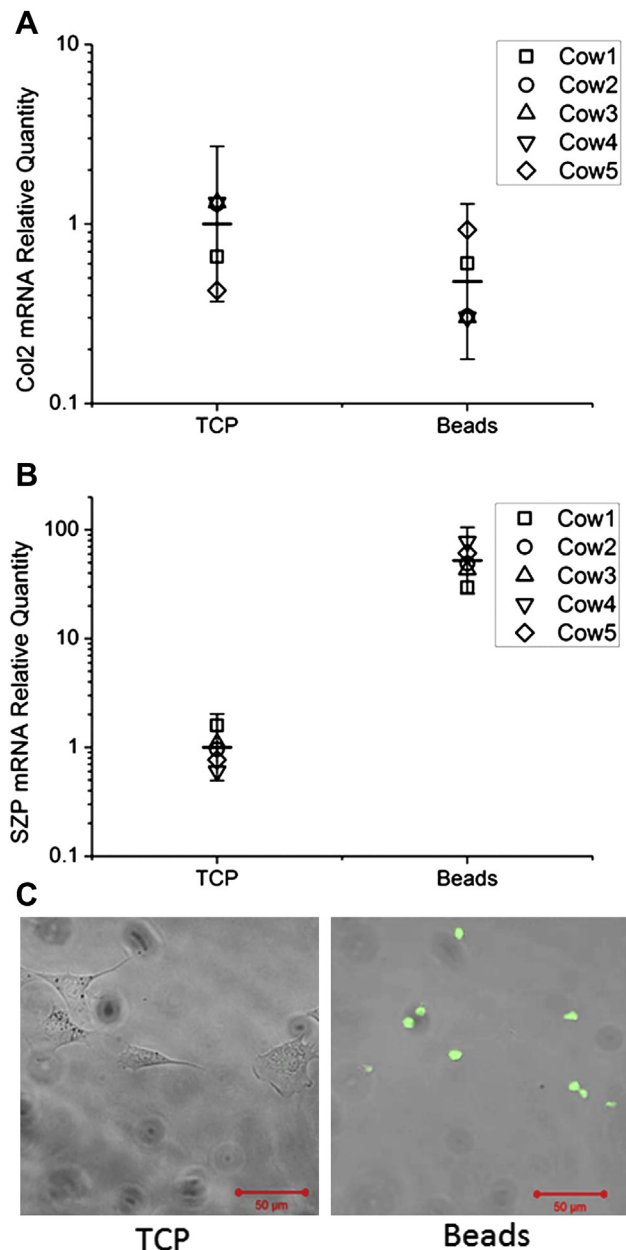 A
Col2 mRNA Relative Quantity
10
1
0.1
TCP
Beads
Cow1
Cow2
Cow3
Cow4
Cow5
B
SZP mRNA Relative Quantity
100
10
1
0.1
TCP
Beads
Cow1
Cow2
Cow3
Cow4
Cow5
C
50 µm
50 µm
TCP
Beads